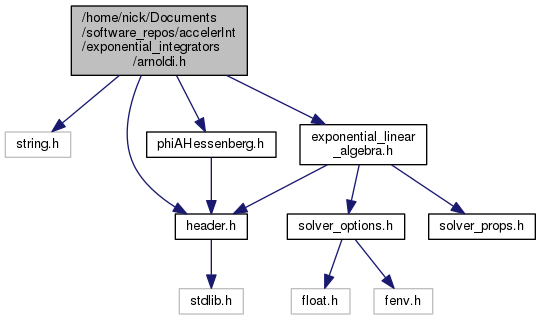 /home/nick/Documents
/software_repos/accelerInt
/exponential_integrators
/arnoldi.h
string.h
phiAHessenberg.h
exponential_linear
_algebra.h
header.h
solver_options.h
solver_props.h
stdlib.h
float.h
fenv.h